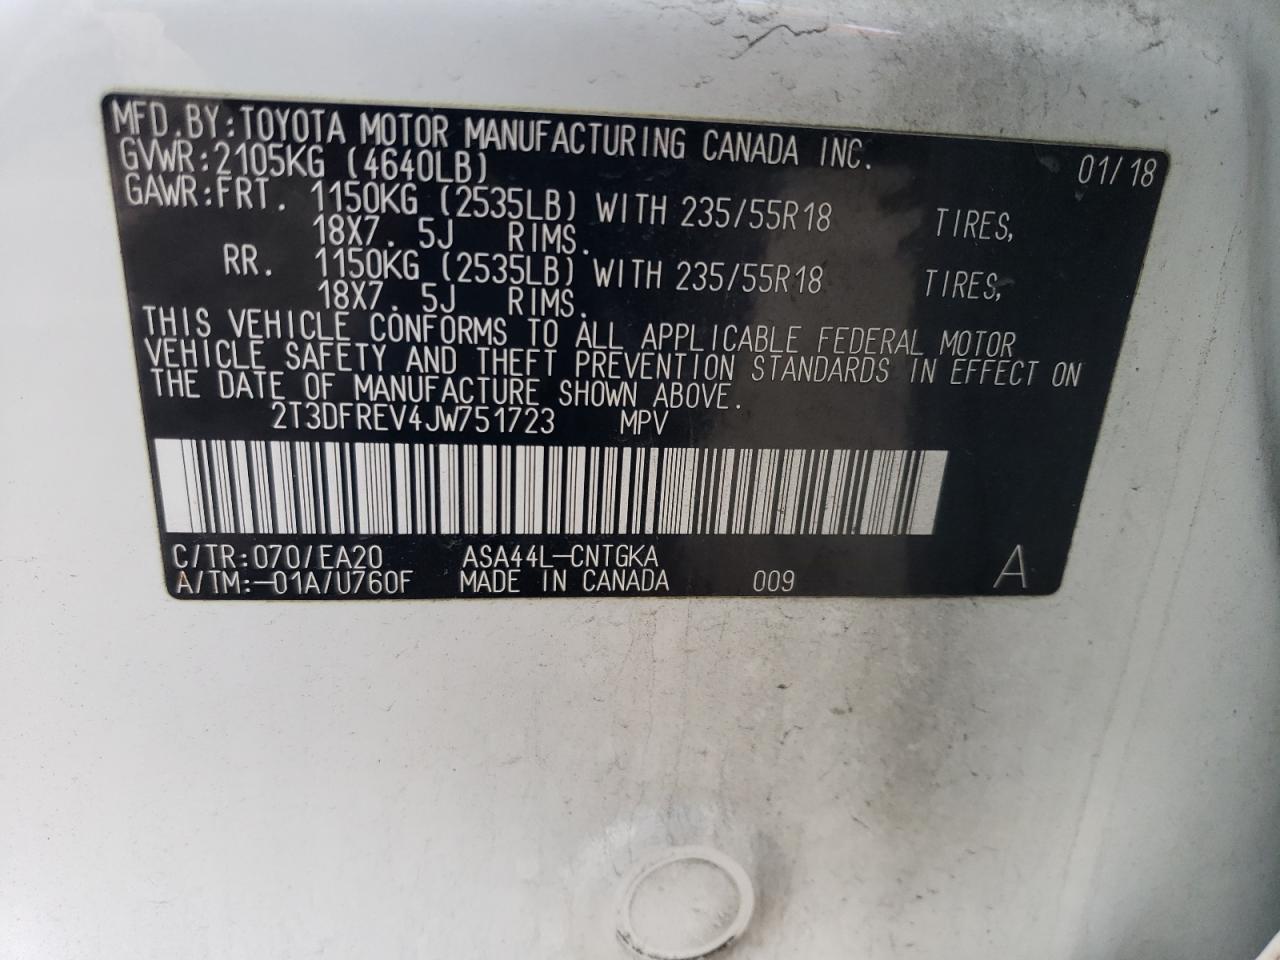 MFD.BY:TOYOTA MOTOR MANUFACTURING CANADA INC. 01/18
GVWR:2105KG (4640LB)
GAWR:FRT. 1150KG (2535LB) WITH 235/55R18 TIRES,
18X7. 5J RIMS.
RR. 1150KG (2535LB) WITH 235/55R18 TIRES,
18X7. 5J RIMS.
THIS VEHICLE CONFORMS TO ALL APPLICABLE FEDERAL MOTOR
VEHICLE SAFETY AND THEFT PREVENTION STANDARDS IN EFFECT ON
THE DATE OF MANUFACTURE SHOWN ABOVE.
2T3DFREV4JW751723 MPV
C/TR:070/EA20 ASA44L-CNTGKA
A/TM:-01A/U760F MADE IN CANADA 009 A